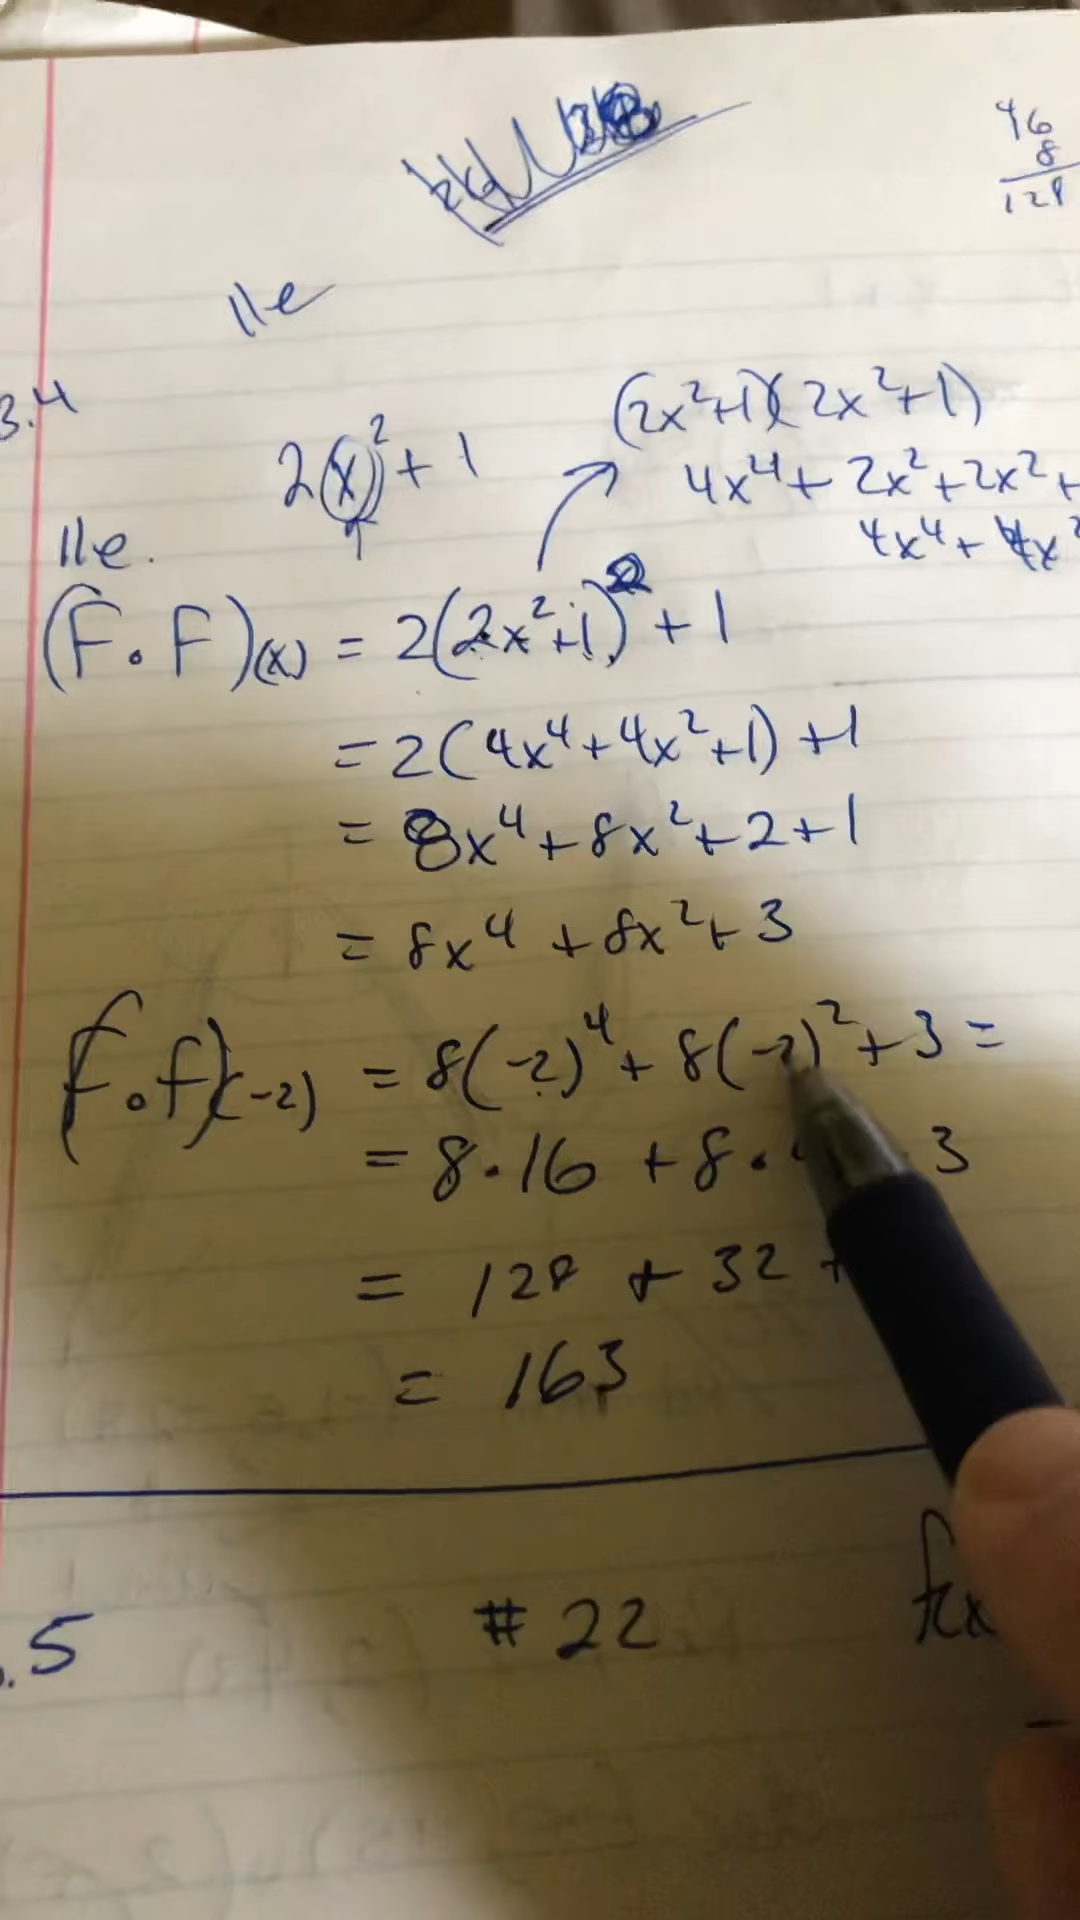 46
8
128
11e
3.4
(2x²+1)(2x²+1)
2(x)²+1
4x⁴+ 2x²+2x²+
4x⁴+ 4x²
11e.
(F∘F)(x) = 2(2x²+1)² + 1
= 2(4x⁴+4x²+1) +1
= 8x⁴+8x²+2+1
= 8x⁴ +8x²+3
(f∘f)(-2) = 8(-2)⁴ + 8(-2)²+3 =
= 8·16 + 8· 3
= 128 + 32 +
= 163
.5 #22 f(x